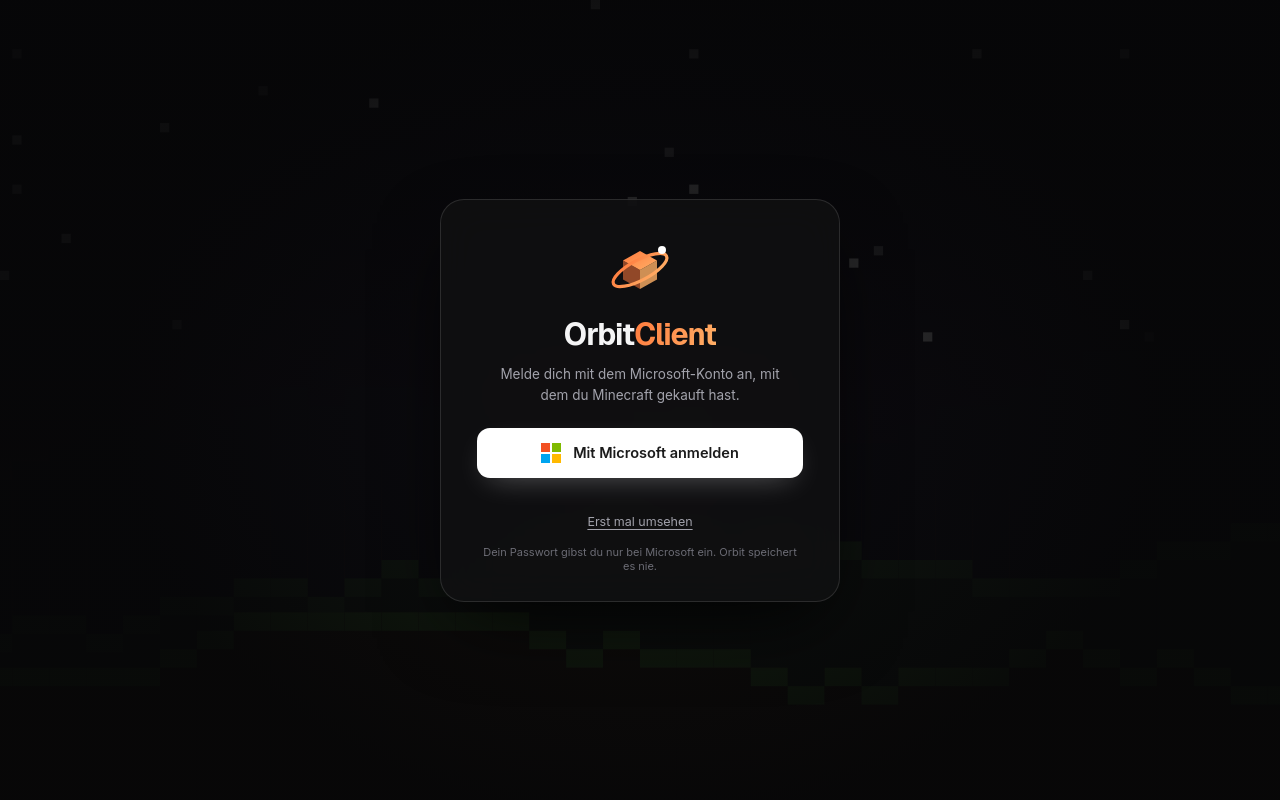 OrbitClient
Melde dich mit dem Microsoft-Konto an, mit
dem du Minecraft gekauft hast.
Mit Microsoft anmelden
Erst mal umsehen
Dein Passwort gibst du nur bei Microsoft ein. Orbit speichert
es nie.